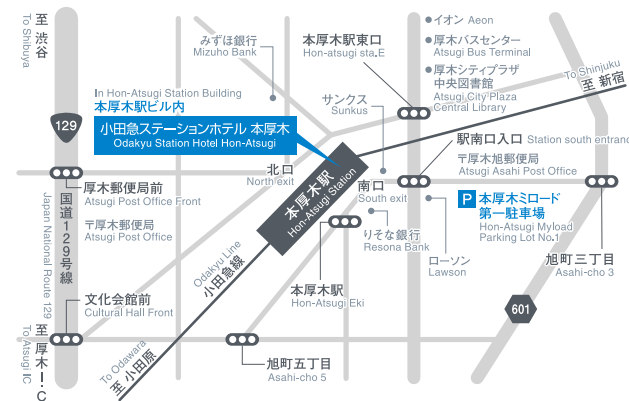 至 渋谷
To Shibuya
129
国道129号線
Japan National Route 129
至 厚木I・C
To Atsugi IC
みずほ銀行
Mizuho Bank
In Hon-Atsugi Station Building
本厚木駅ビル内
小田急ステーションホテル 本厚木
Odakyu Station Hotel Hon-Atsugi
本厚木駅東口
Hon-atsugi sta.E
イオン Aeon
厚木バスセンター
Atsugi Bus Terminal
厚木シティプラザ
中央図書館
Atsugi City Plaza
Central Library
To Shinjuku
至 新宿
サンクス
Sunkus
駅南口入口 Station south entrance
〒厚木旭郵便局
Atsugi Asahi Post Office
北口
North exit
本厚木駅
Hon-Atsugi Station
南口
South exit
厚木郵便局前
Atsugi Post Office Front
〒厚木郵便局
Atsugi Post Office
P 本厚木ミロード
第一駐車場
Hon-Atsugi Myload
Parking Lot No.1
りそな銀行
Resona Bank
ローソン
Lawson
旭町三丁目
Asahi-cho 3
Odakyu Line
小田急線
本厚木駅
Hon-Atsugi Eki
文化会館前
Cultural Hall Front
601
To Odawara
至 小田原
旭町五丁目
Asahi-cho 5